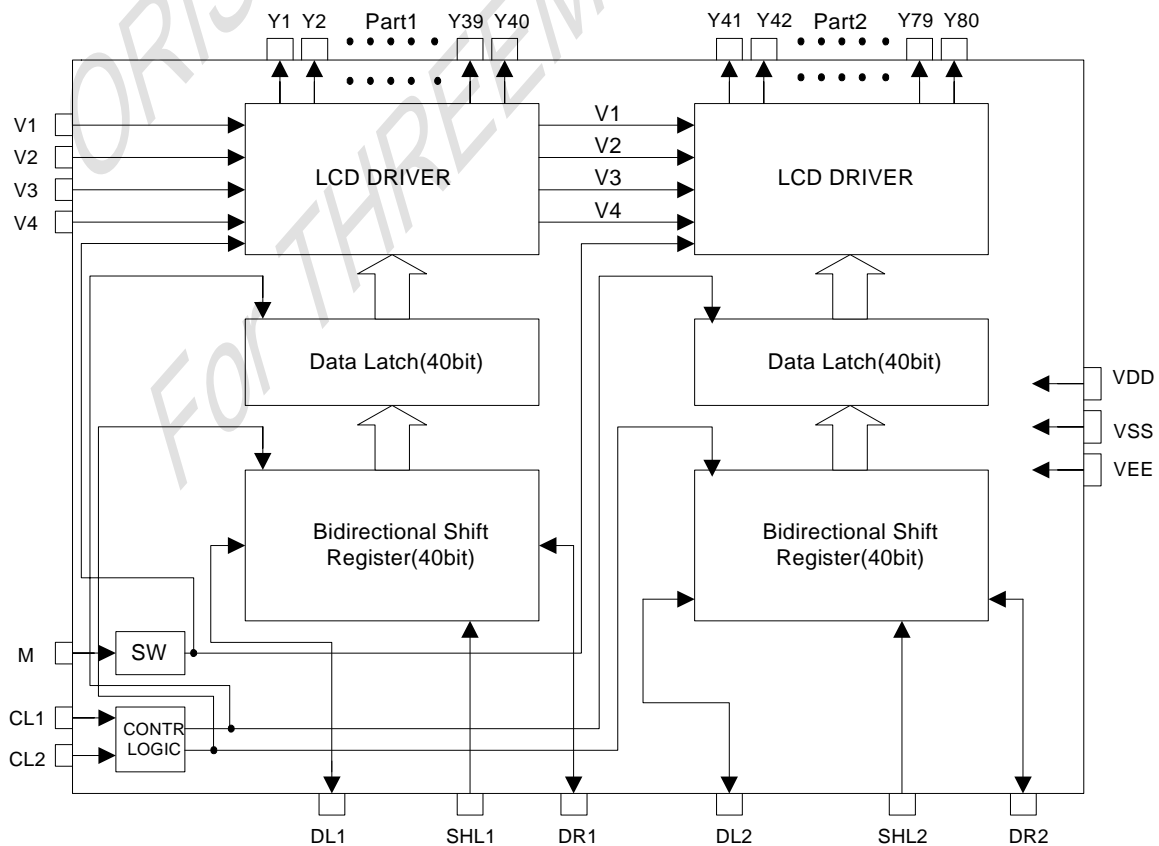 Y1 Y2 Part1 Y39 Y40 Y41 Y42 Part2 Y79 Y80
V1
V2
V3
V4
LCD DRIVER
V1
V2
V3
V4
LCD DRIVER
Data Latch(40bit)
Data Latch(40bit)
VDD
VSS
VEE
Bidirectional Shift
Register(40bit)
Bidirectional Shift
Register(40bit)
M
SW
CL1
CL2
CONTR
LOGIC
DL1 SHL1 DR1 DL2 SHL2 DR2
For THREEM